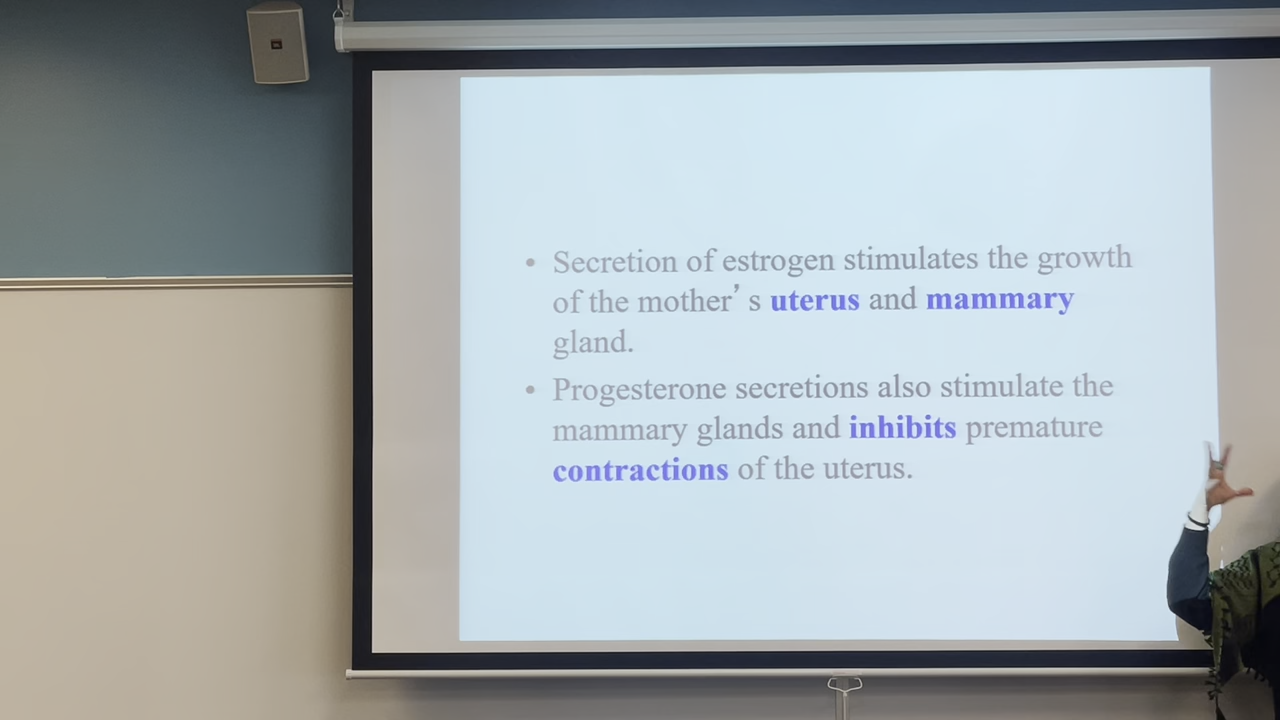 • Secretion of estrogen stimulates the growth
of the mother’ s uterus and mammary
gland.
• Progesterone secretions also stimulate the
mammary glands and inhibits premature
contractions of the uterus.